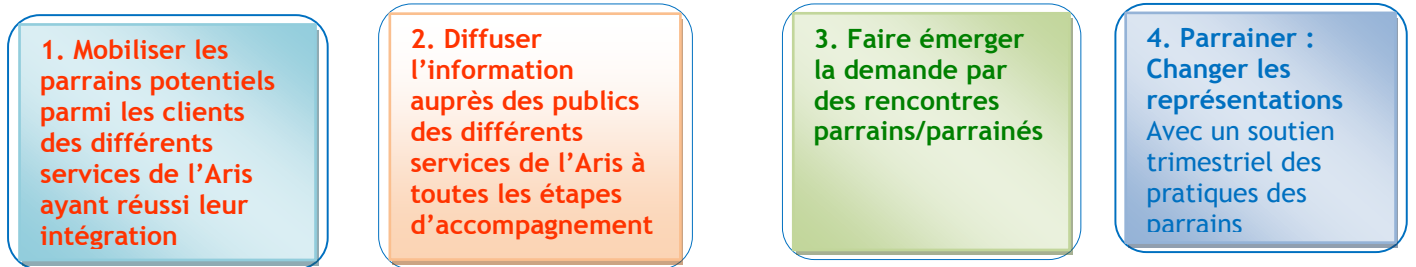 1. Mobiliser les
parrains potentiels
parmi les clients
des différents
services de l’Aris
ayant réussi leur
intégration
2. Diffuser
l’information
auprès des publics
des différents
services de l’Aris à
toutes les étapes
d’accompagnement
3. Faire émerger
la demande par
des rencontres
parrains/parrainés
4. Parrainer :
Changer les
représentations
Avec un soutien
trimestriel des
pratiques des
parrains